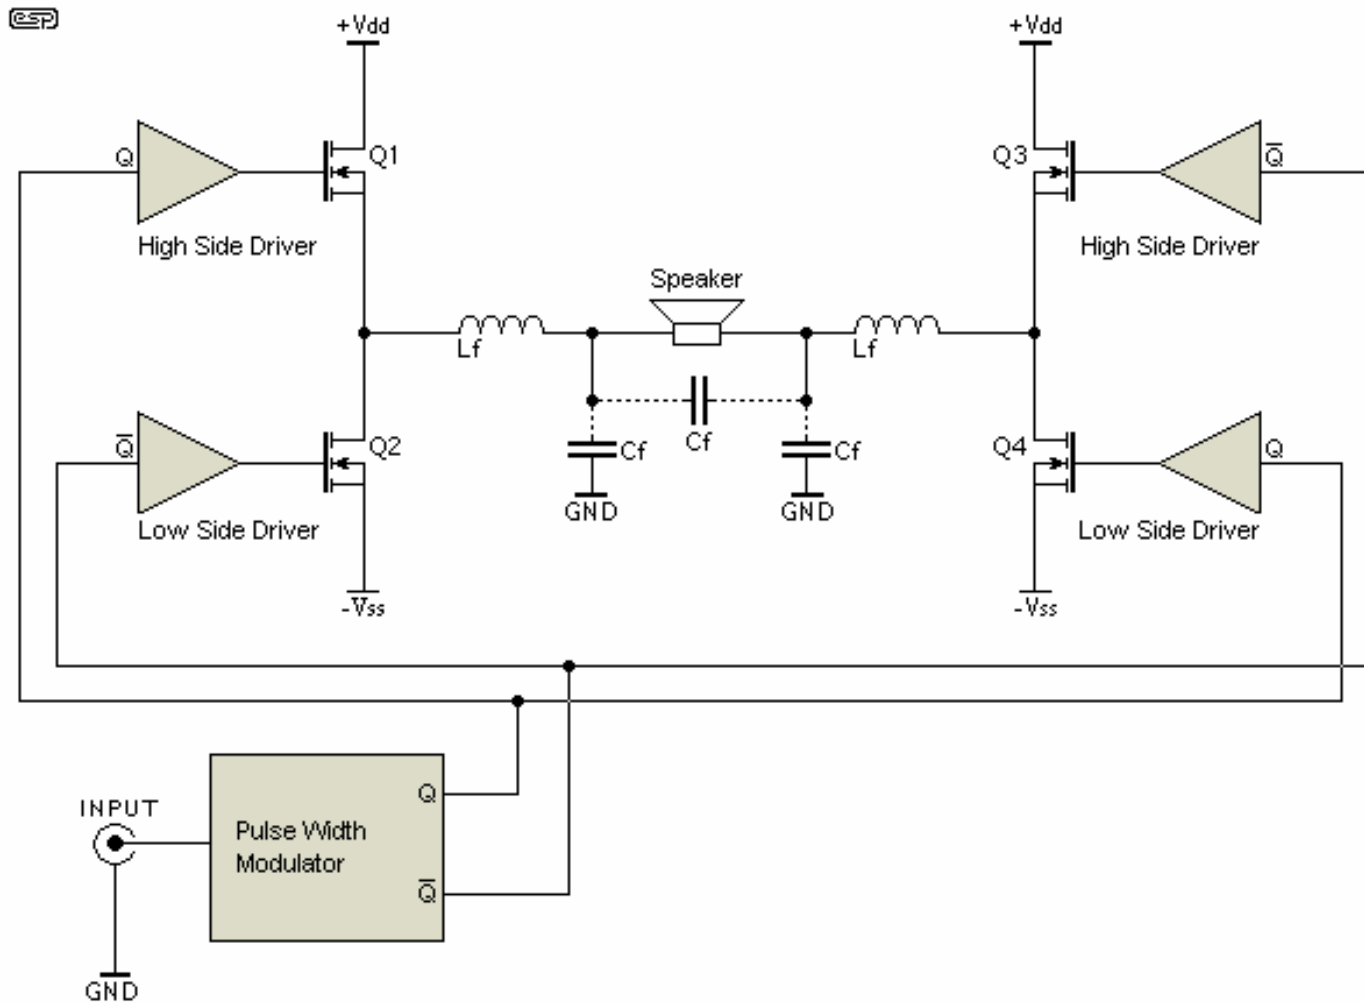 esp
+Vdd
+Vdd
Q
Q1
Q3
Q̅
High Side Driver
High Side Driver
Speaker
Lf
Lf
Q̅
Q2
Cf
Cf
Cf
Q4
Q
GND
GND
Low Side Driver
Low Side Driver
-Vss
-Vss
INPUT
Q
Pulse Width
Modulator
Q̅
GND